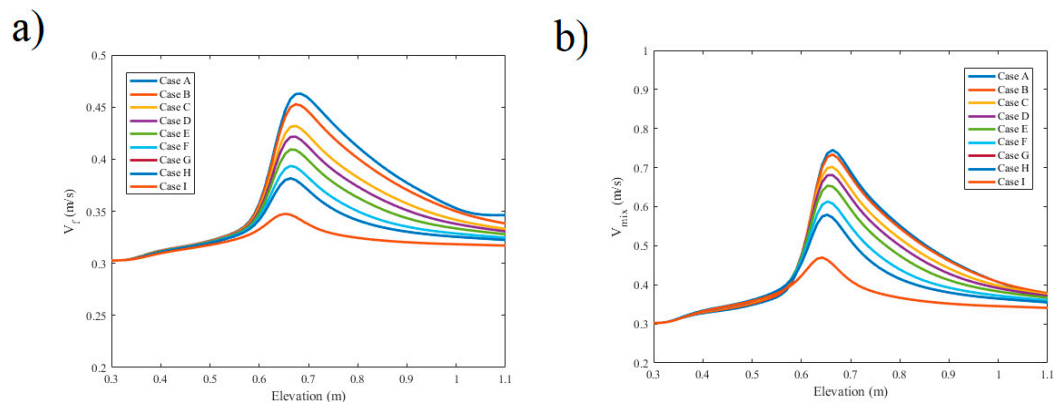 a)
0.5
0.45
0.4
0.35
0.3
0.25
0.2
V_f (m/s)
Case A
Case B
Case C
Case D
Case E
Case F
Case G
Case H
Case I
0.3 0.4 0.5 0.6 0.7 0.8 0.9 1 1.1
Elevation (m)
b)
1
0.9
0.8
0.7
0.6
0.5
0.4
0.3
0.2
V_mix (m/s)
Case A
Case B
Case C
Case D
Case E
Case F
Case G
Case H
Case I
0.3 0.4 0.5 0.6 0.7 0.8 0.9 1 1.1
Elevation (m)